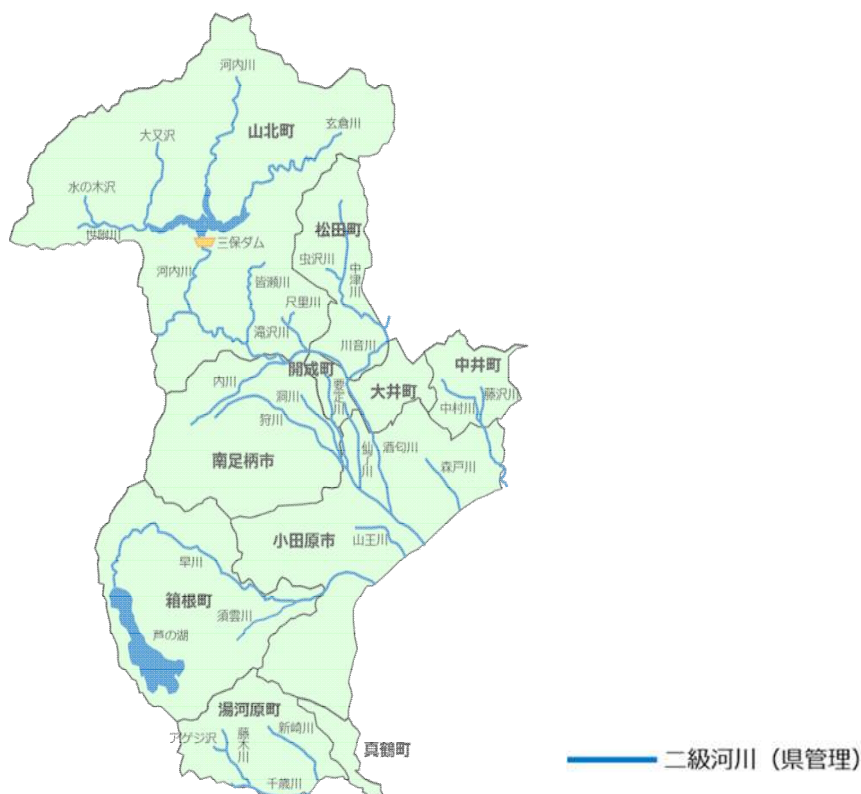 河内川
玄倉川
山北町
大又沢
水の木沢
世附川
三保ダム
松田町
虫沢川
中津川
河内川
皆瀬川
尺里川
滝沢川
川音川
開成町
中井町
大井町
内川
洞川
要定川
中村川
藤沢川
狩川
仙了川
酒匂川
森戸川
南足柄市
小田原市
山王川
早川
箱根町
須雲川
芦の湖
湯河原町
アゲジ沢
藤木川
新崎川
真鶴町
千歳川
二級河川（県管理）